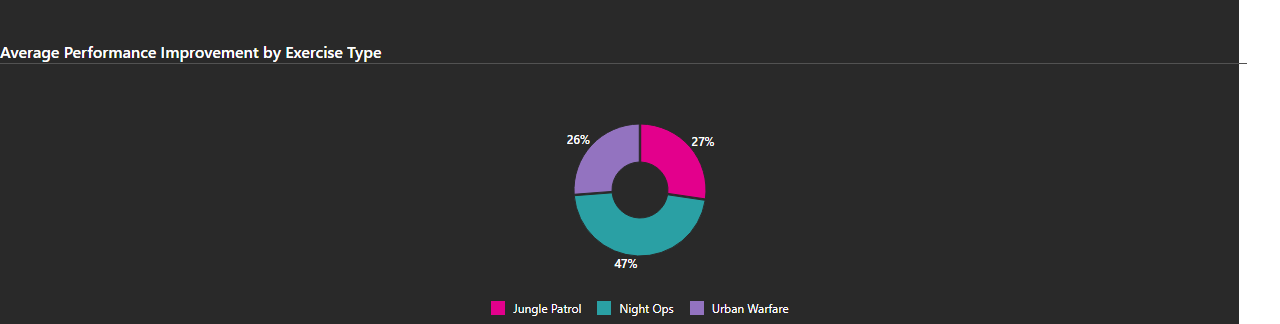 Average Performance Improvement by Exercise Type
26%
27%
47%
Jungle Patrol
Night Ops
Urban Warfare